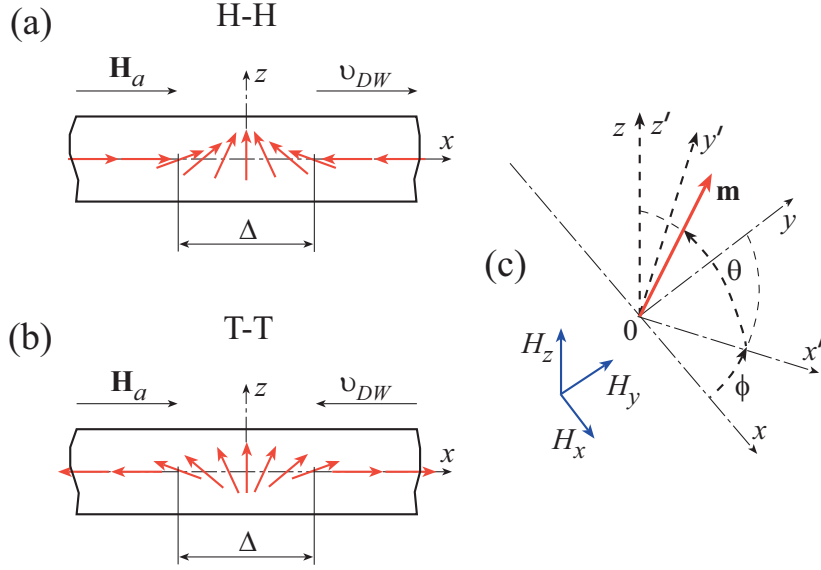 (a)
H-H
H_a
z
υ_DW
x
Δ
(b)
T-T
H_a
z
υ_DW
x
Δ
(c)
z
z'
y'
m
y
θ
0
x'
ϕ
x
H_z
H_y
H_x